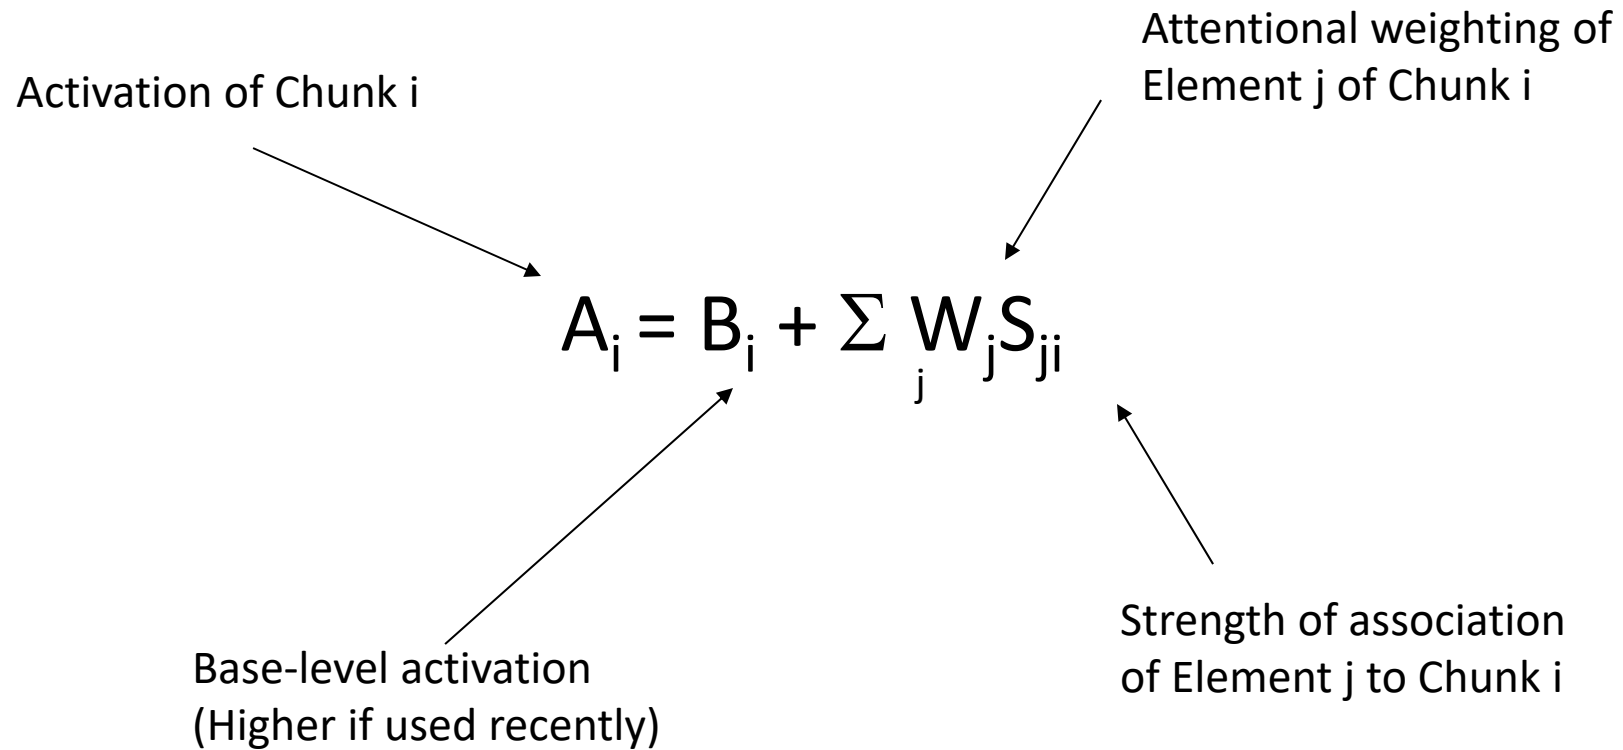 Attentional weighting of
Element j of Chunk i
Activation of Chunk i
Aᵢ = Bᵢ + Σ WⱼSⱼᵢ
j
Strength of association
of Element j to Chunk i
Base-level activation
(Higher if used recently)